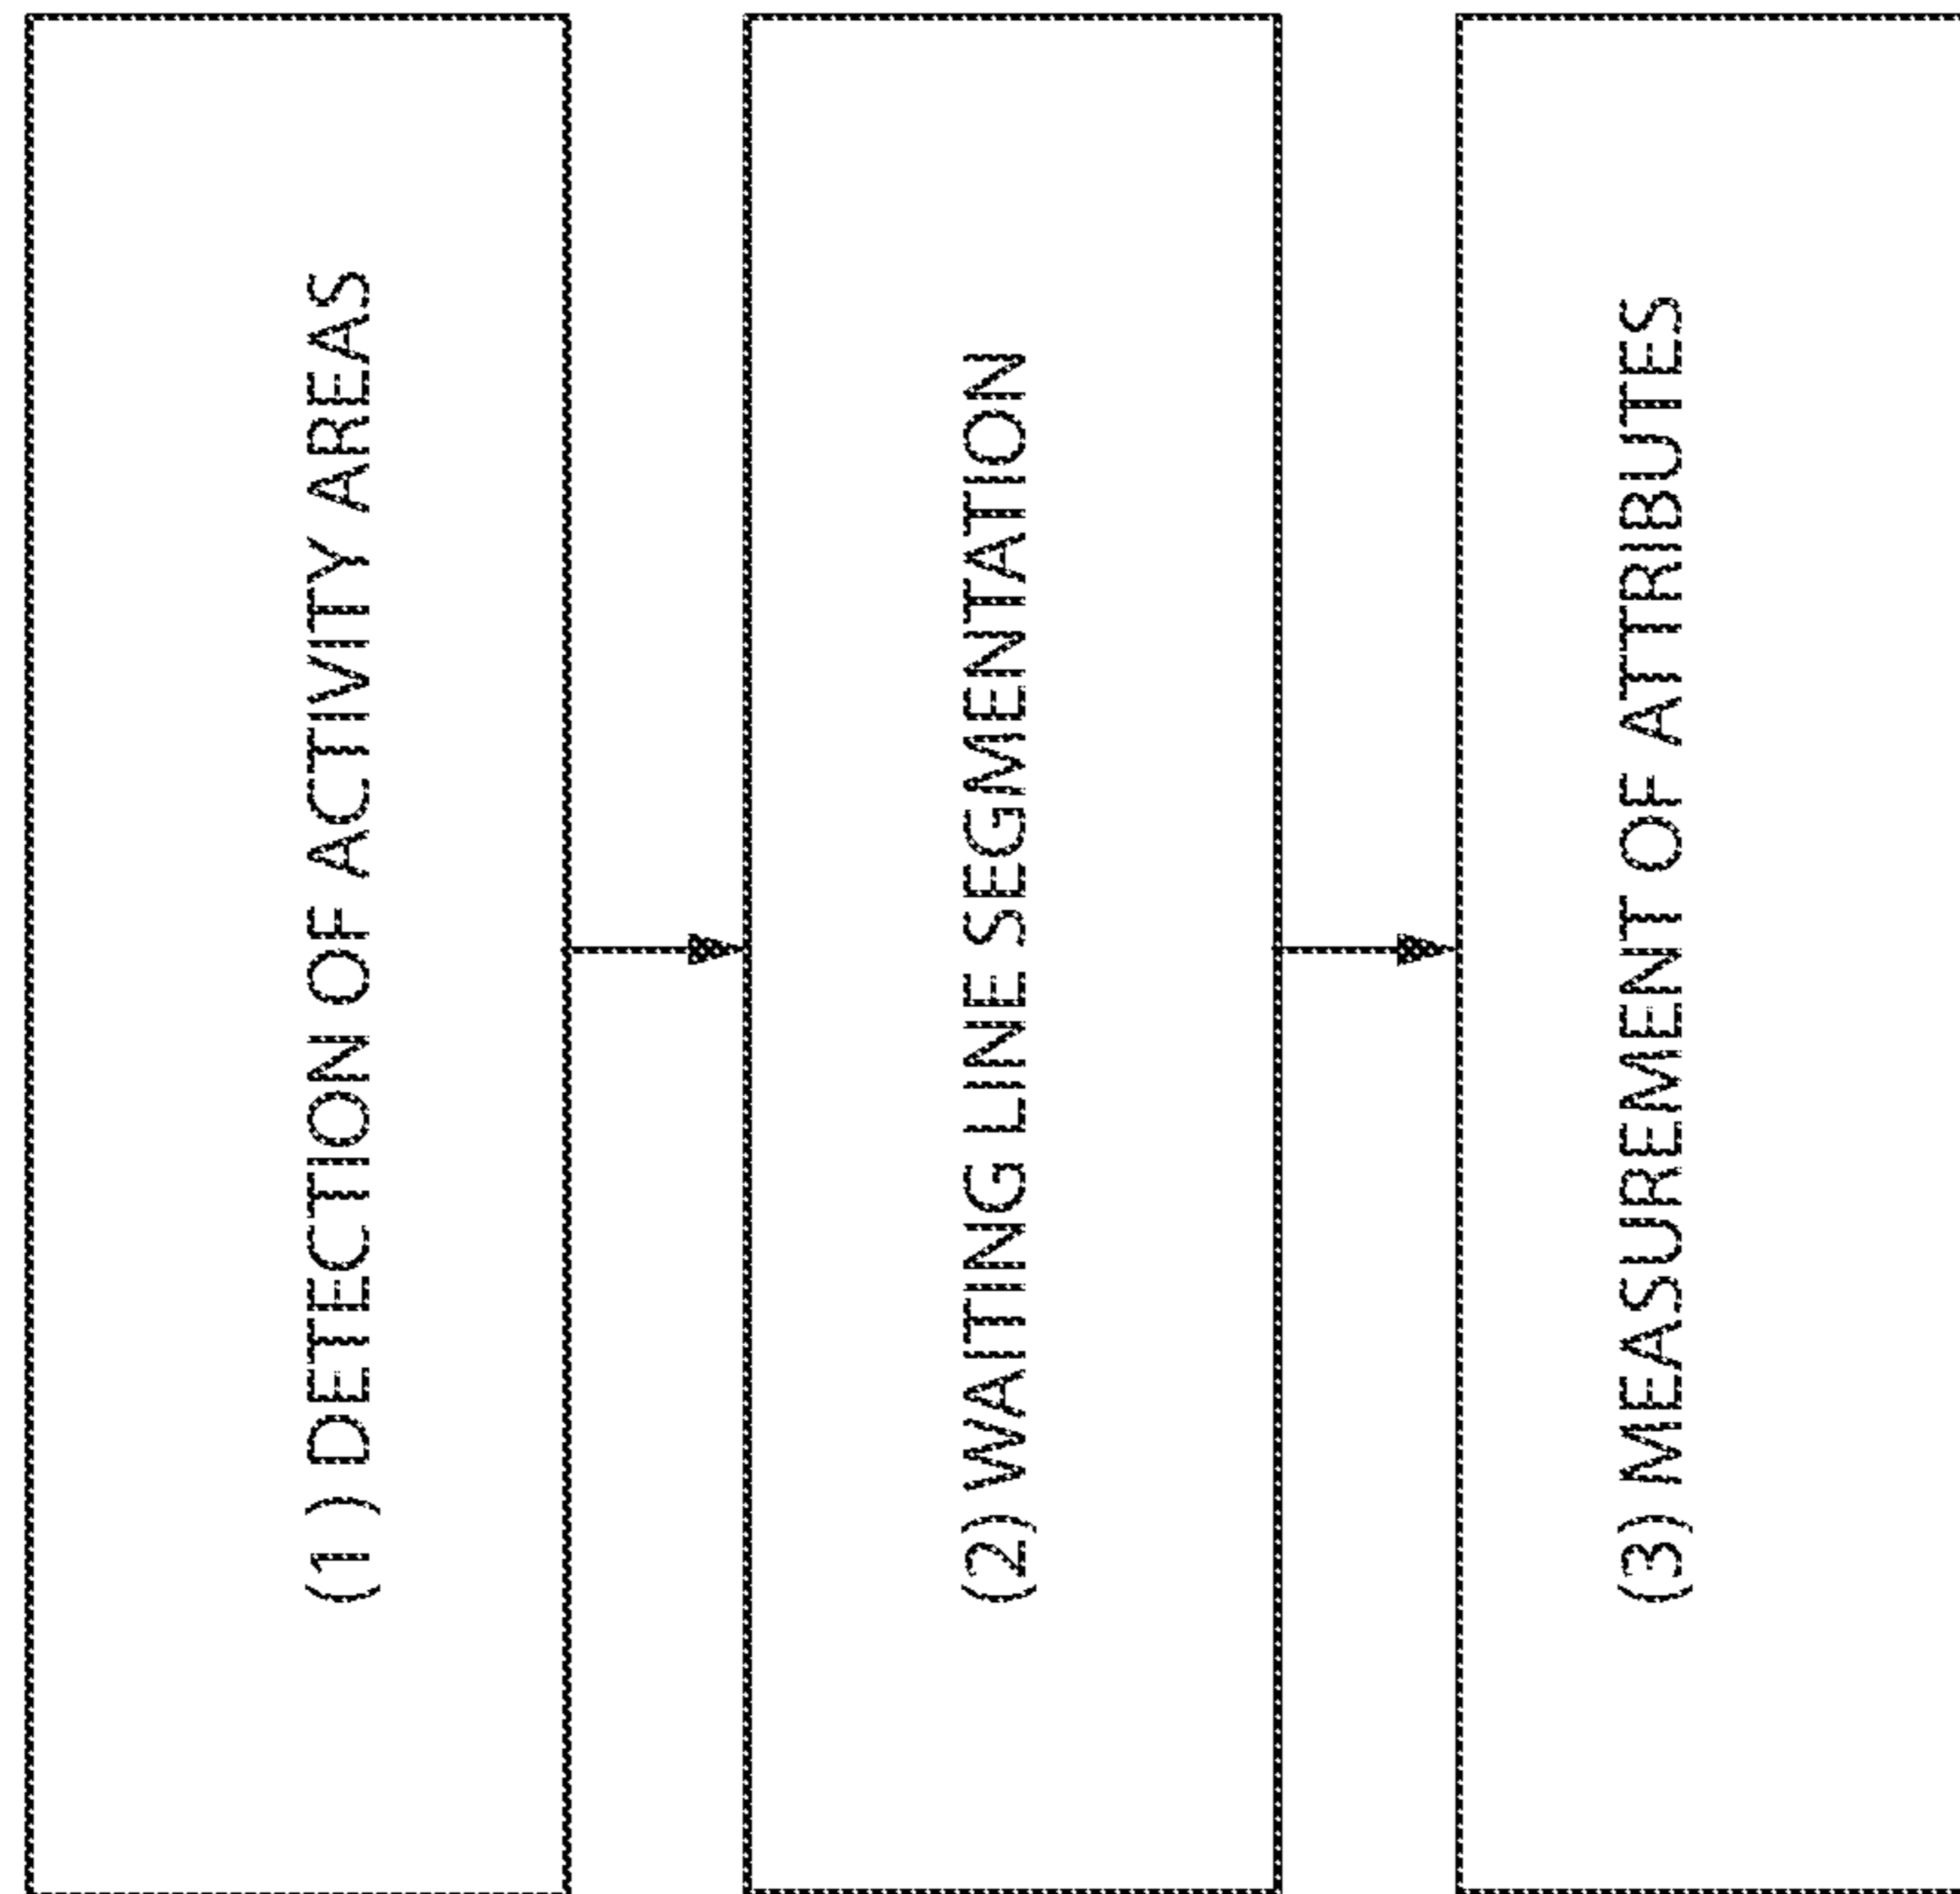 (1 ) DETECTION OF ACTIVITY AREAS
(2) WAITING LINE SEGMENTATION
(3) MEASUREMENT OF ATTRIBUTES